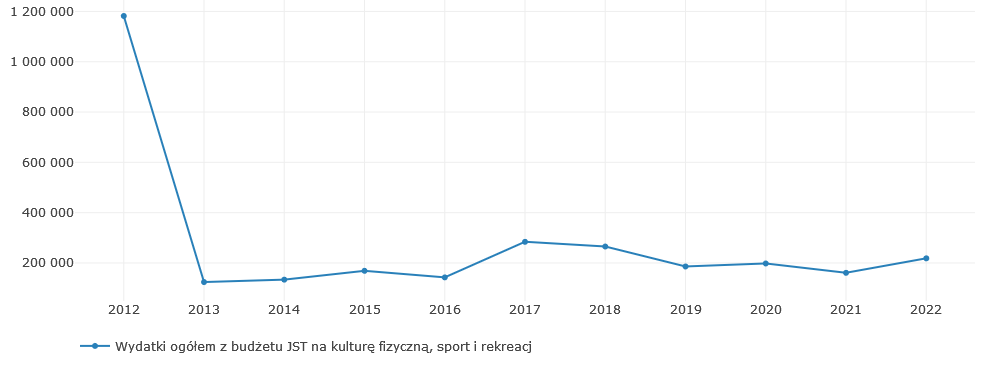 1 200 000
1 000 000
800 000
600 000
400 000
200 000
2012 2013 2014 2015 2016 2017 2018 2019 2020 2021 2022
Wydatki ogółem z budżetu JST na kulturę fizyczną, sport i rekreacj